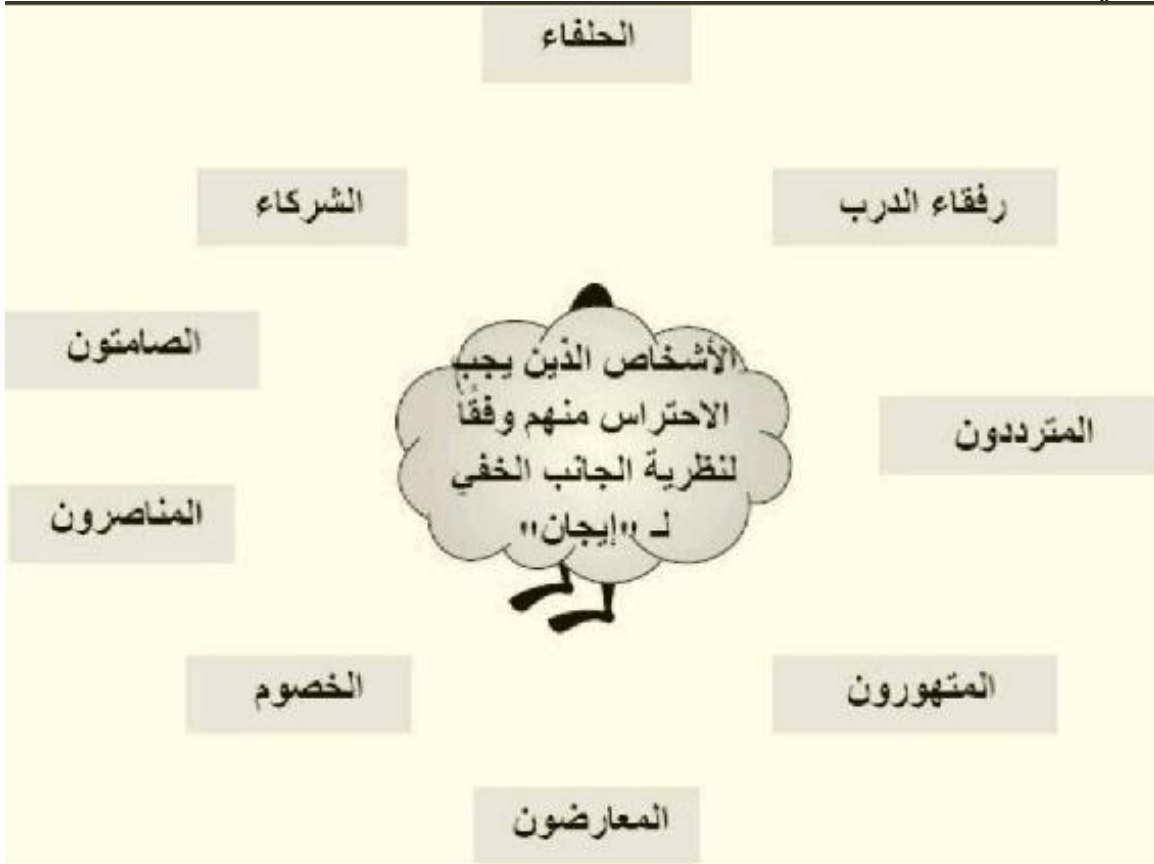 الحلفاء
رفقاء الدرب
الشركاء
الصامتون
الأشخاص الذين يجب
الاحتراس منهم وفقًا
لنظرية الجانب الخفي
لـ "إيجان"
المترددون
المناصرون
المتهورون
الخصوم
المعارضون